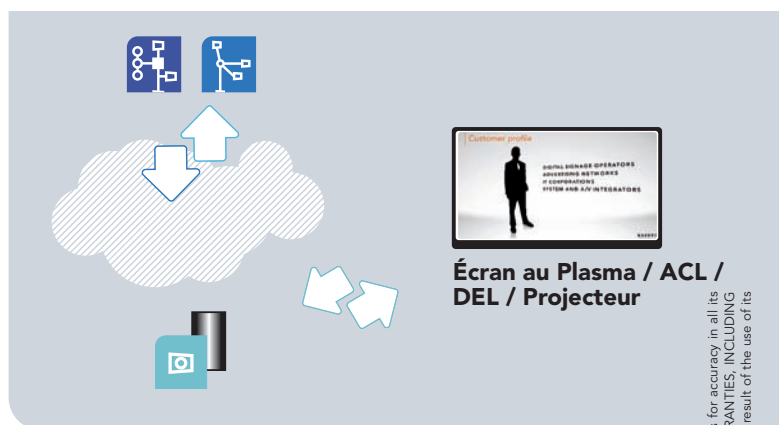 Customer profile
DIGITAL SIGNAGE OPERATORS
ADVERTISING NETWORKS
IT CORPORATIONS
SYSTEM AND A/V INTEGRATORS
Écran au Plasma / ACL /
DEL / Projecteur
for accuracy in all its
RANTIES, INCLUDING
result of the use of its